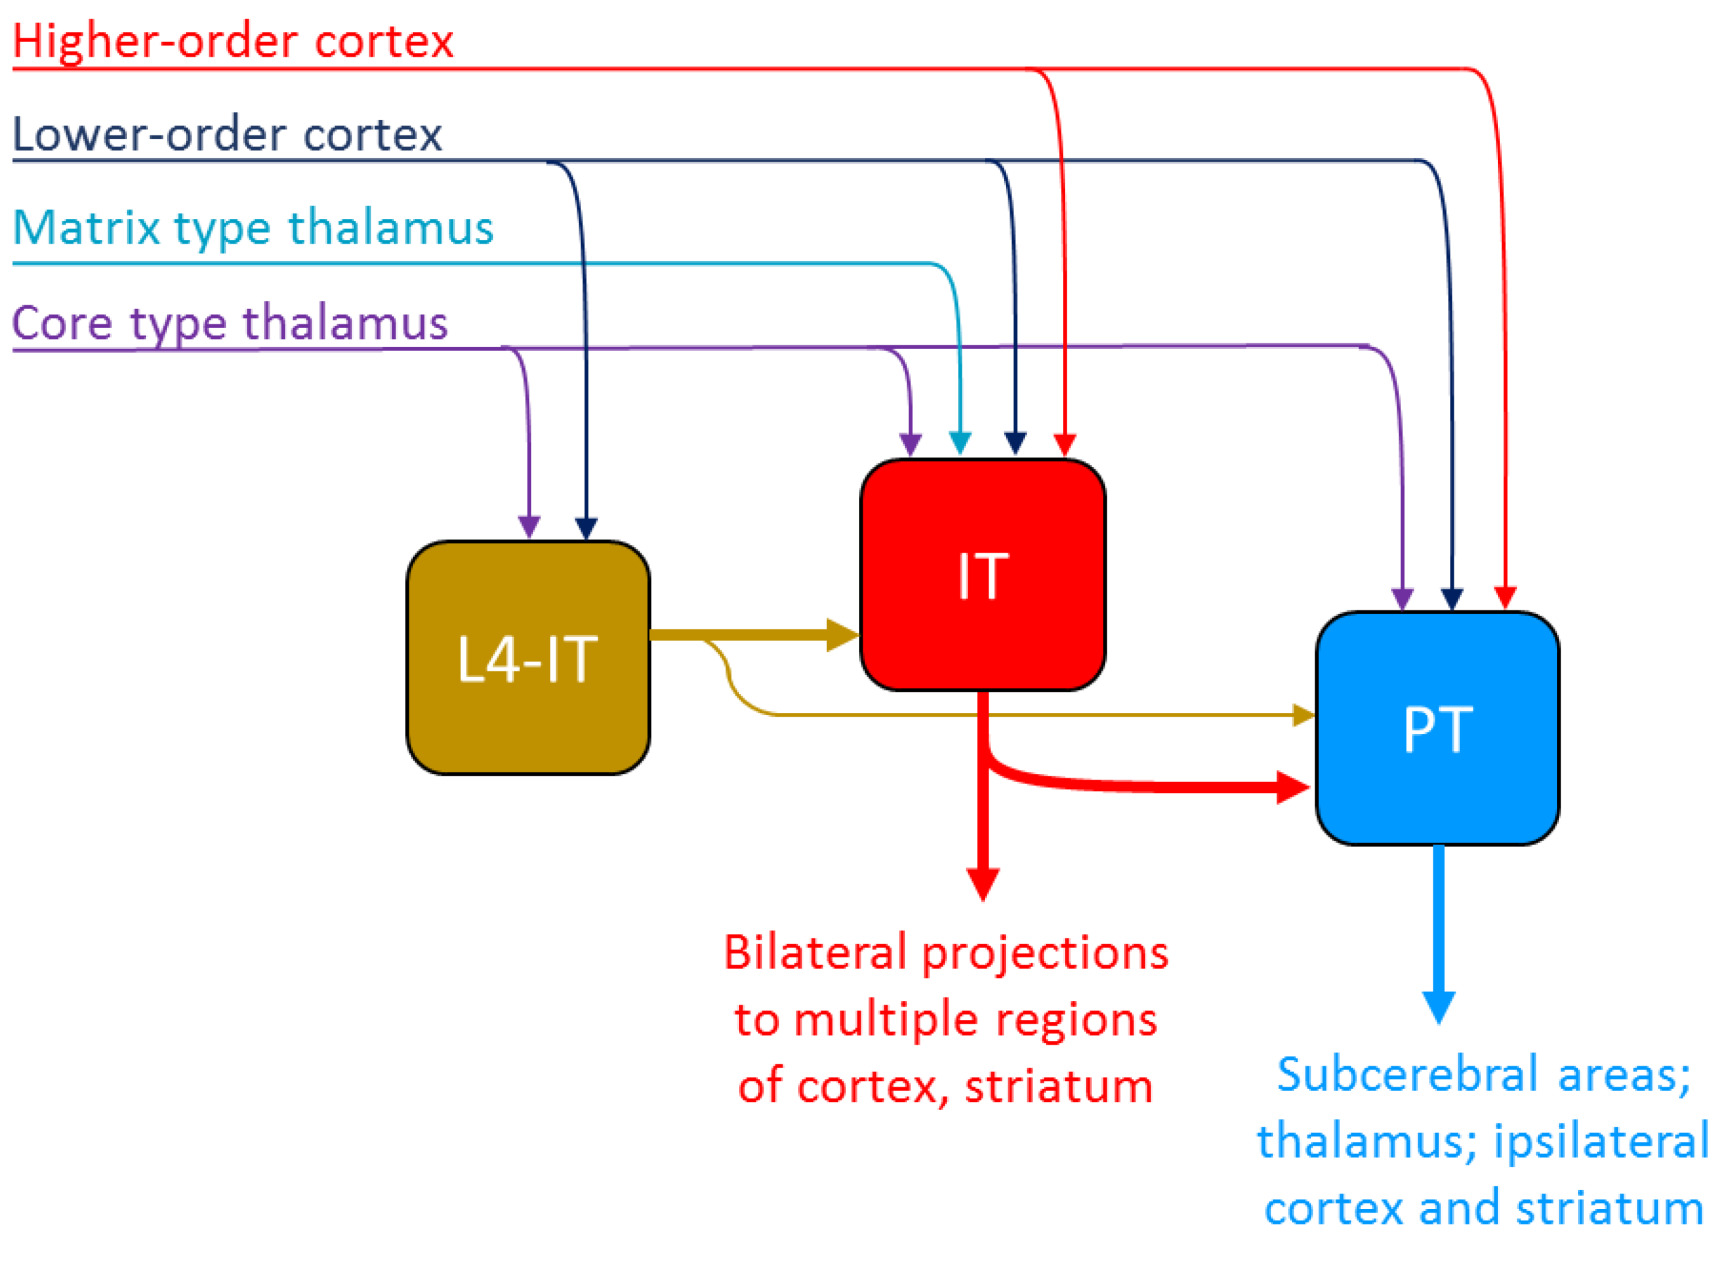 Higher-order cortex
Lower-order cortex
Matrix type thalamus
Core type thalamus
IT
L4-IT
PT
Bilateral projections
to multiple regions
of cortex, striatum
Subcerebral areas;
thalamus; ipsilateral
cortex and striatum